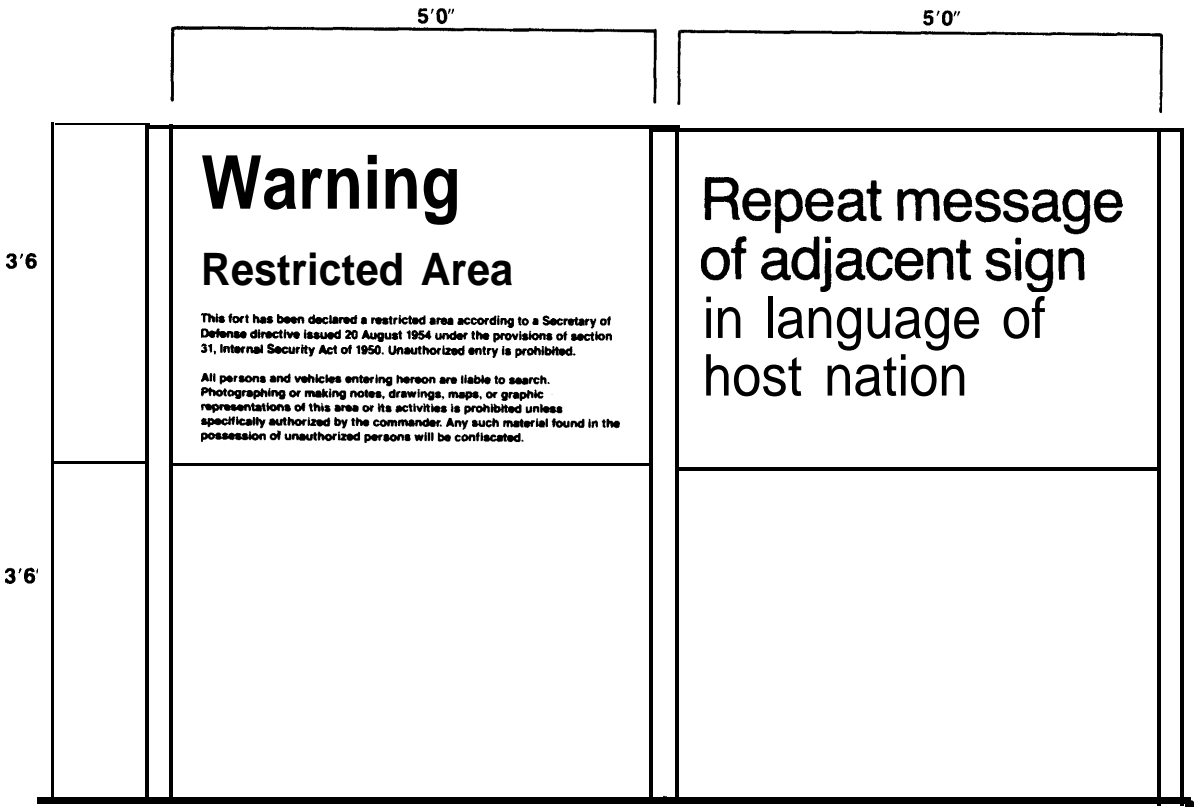 5'0"
5'0"
3'6
Warning
Restricted Area
This fort has been declared a restricted area according to a Secretary of
Defense directive issued 20 August 1954 under the provisions of section
31, Internal Security Act of 1950. Unauthorized entry is prohibited.
All persons and vehicles entering hereon are liable to search.
Photographing or making notes, drawings, maps, or graphic
representations of this area or its activities is prohibited unless
specifically authorized by the commander. Any such material found in the
possession of unauthorized persons will be confiscated.
Repeat message
of adjacent sign
in language of
host nation
3'6'